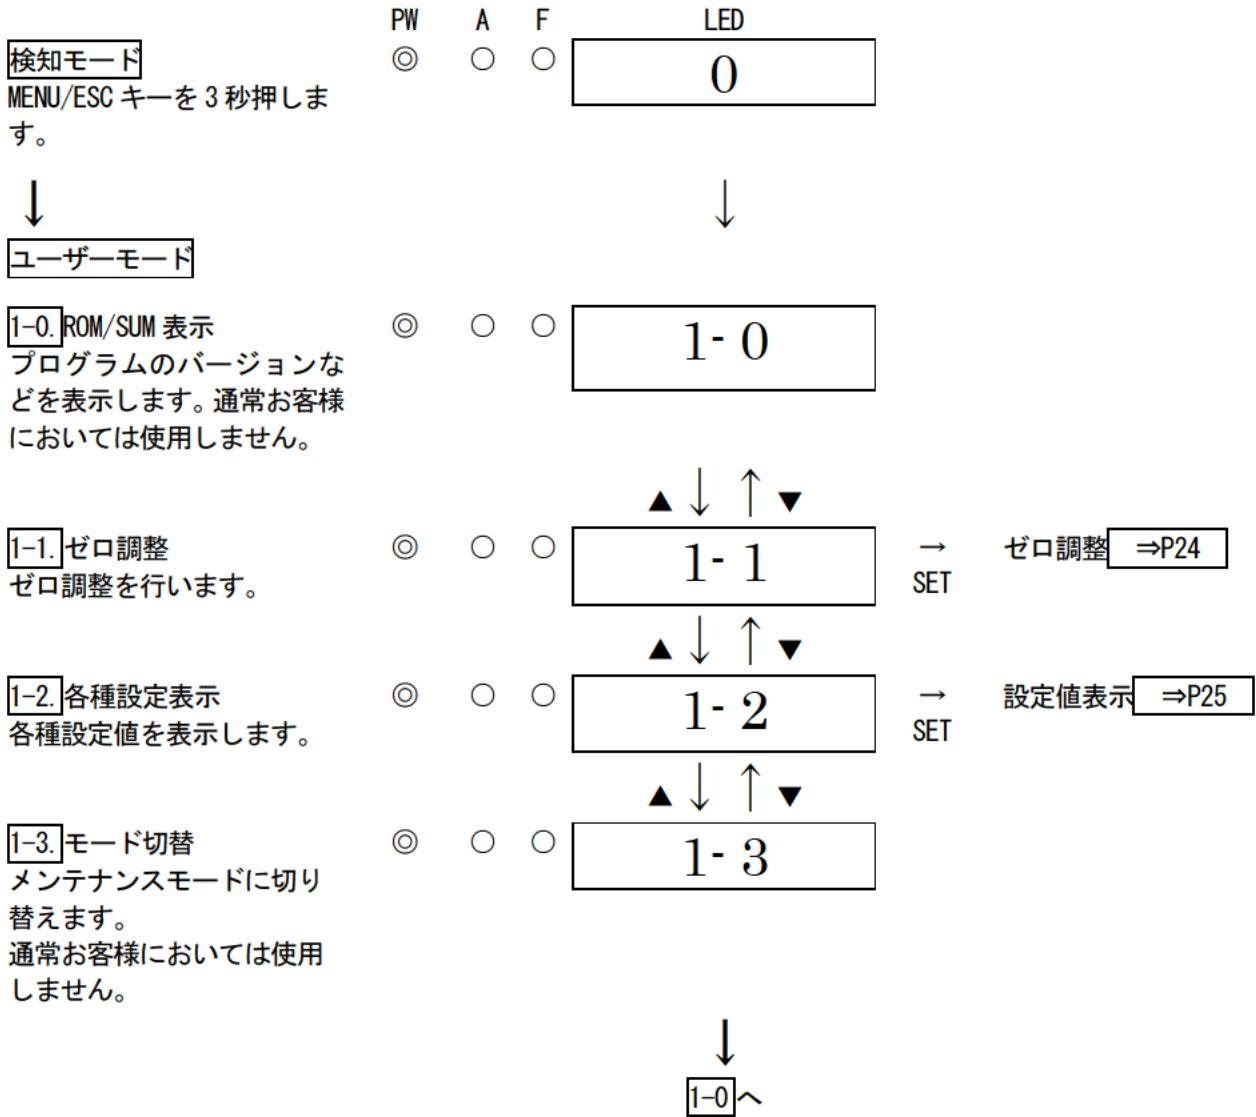 PW A F LED
検知モード ◎ ○ ○ 0
MENU/ESC キーを 3 秒押しま
す。
↓ ↓
ユーザーモード
1-0. ROM/SUM 表示 ◎ ○ ○ 1- 0
プログラムのバージョンな
どを表示します。通常お客様
においては使用しません。
▲ ↓ ↑ ▼
1-1. ゼロ調整 ◎ ○ ○ 1- 1 → ゼロ調整 ⇒P24
ゼロ調整を行います。 SET
▲ ↓ ↑ ▼
1-2. 各種設定表示 ◎ ○ ○ 1- 2 → 設定値表示 ⇒P25
各種設定値を表示します。 SET
▲ ↓ ↑ ▼
1-3. モード切替 ◎ ○ ○ 1- 3
メンテナンスモードに切り
替えます。
通常お客様においては使用
しません。
↓
1-0 へ